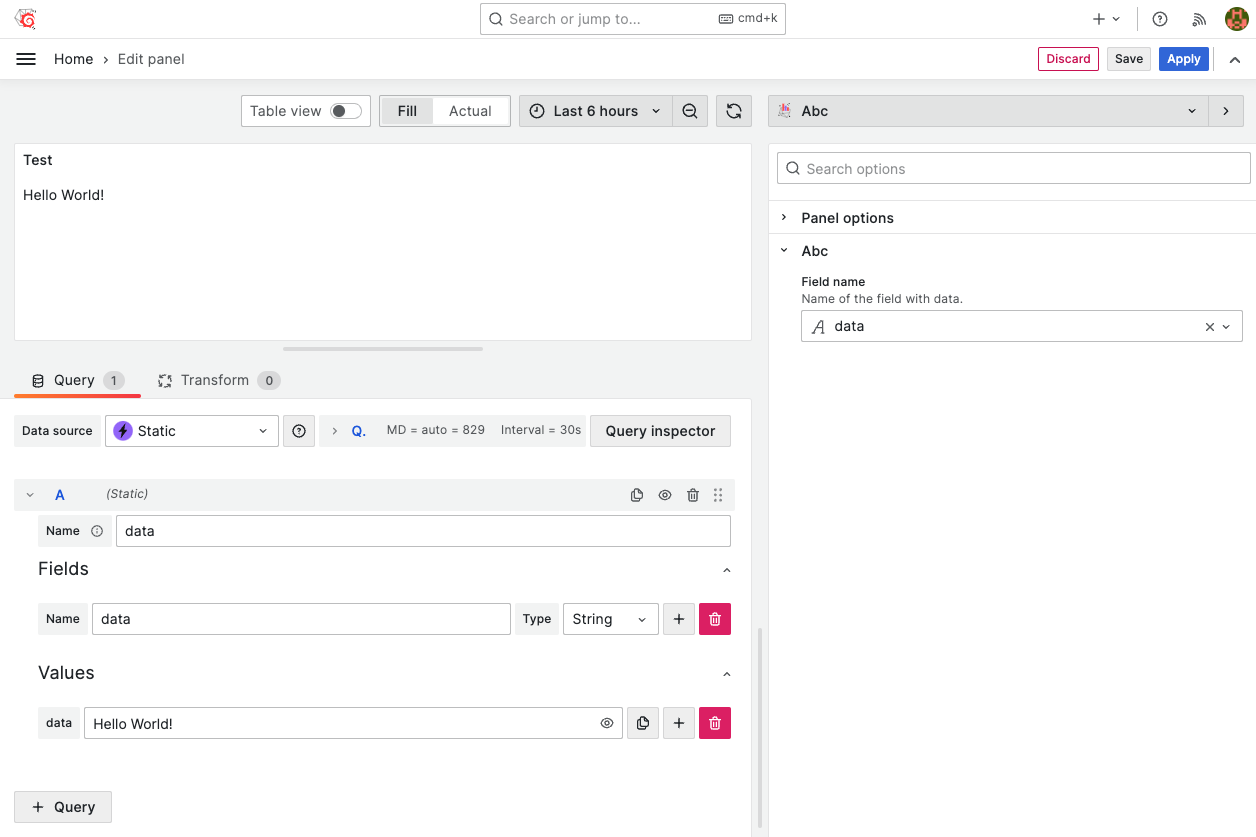 Search or jump to... cmd+k
Home › Edit panel
Discard Save Apply
Table view Fill Actual Last 6 hours
Abc
Test
Hello World!
Search options
Panel options
Abc
Field name
Name of the field with data.
data
Query 1 Transform 0
Data source Static Q. MD = auto = 829 Interval = 30s Query inspector
A (Static)
Name data
Fields
Name data Type String
Values
data Hello World!
+ Query